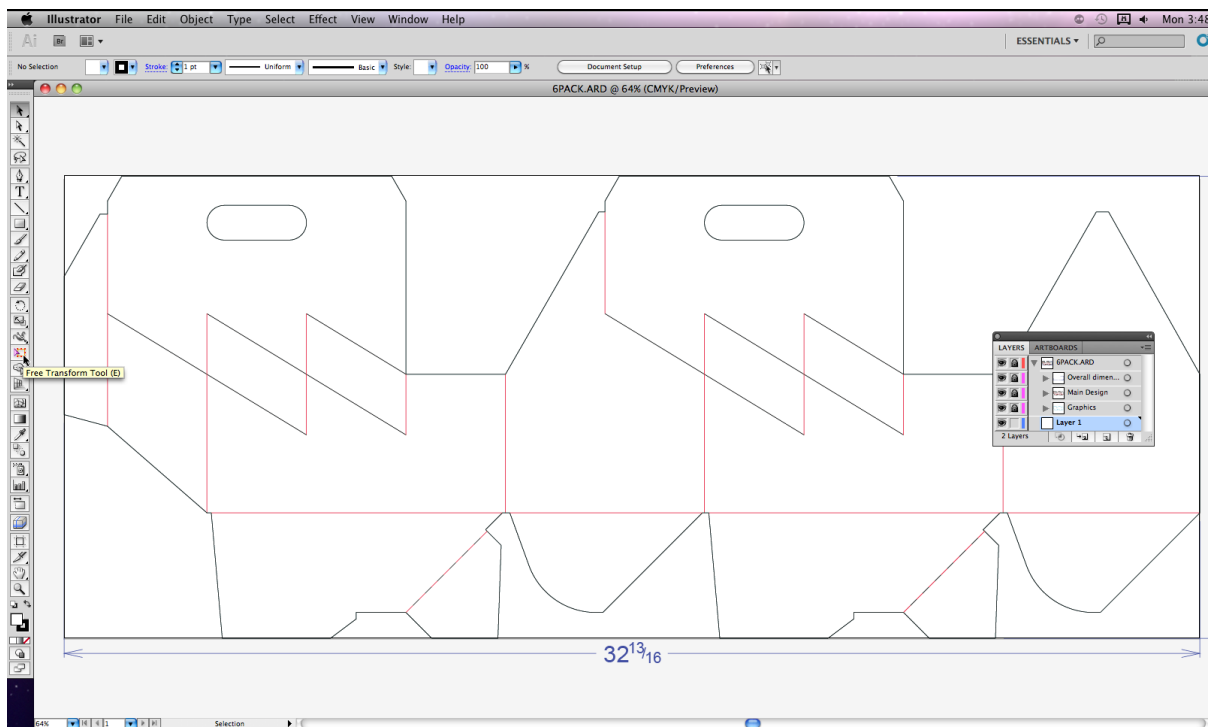 Illustrator File Edit Object Type Select Effect View Window Help Mon 3:48
Ai Br ESSENTIALS
No Selection Stroke: 1 pt Uniform Basic Style: Opacity: 100 % Document Setup Preferences
6PACK.ARD @ 64% (CMYK/Preview)
T
LAYERS ARTBOARDS
6PACK.ARD
Overall dimen...
Free Transform Tool (E)
Main Design
Graphics
Layer 1
2 Layers
32 13/16
64% 1 Selection